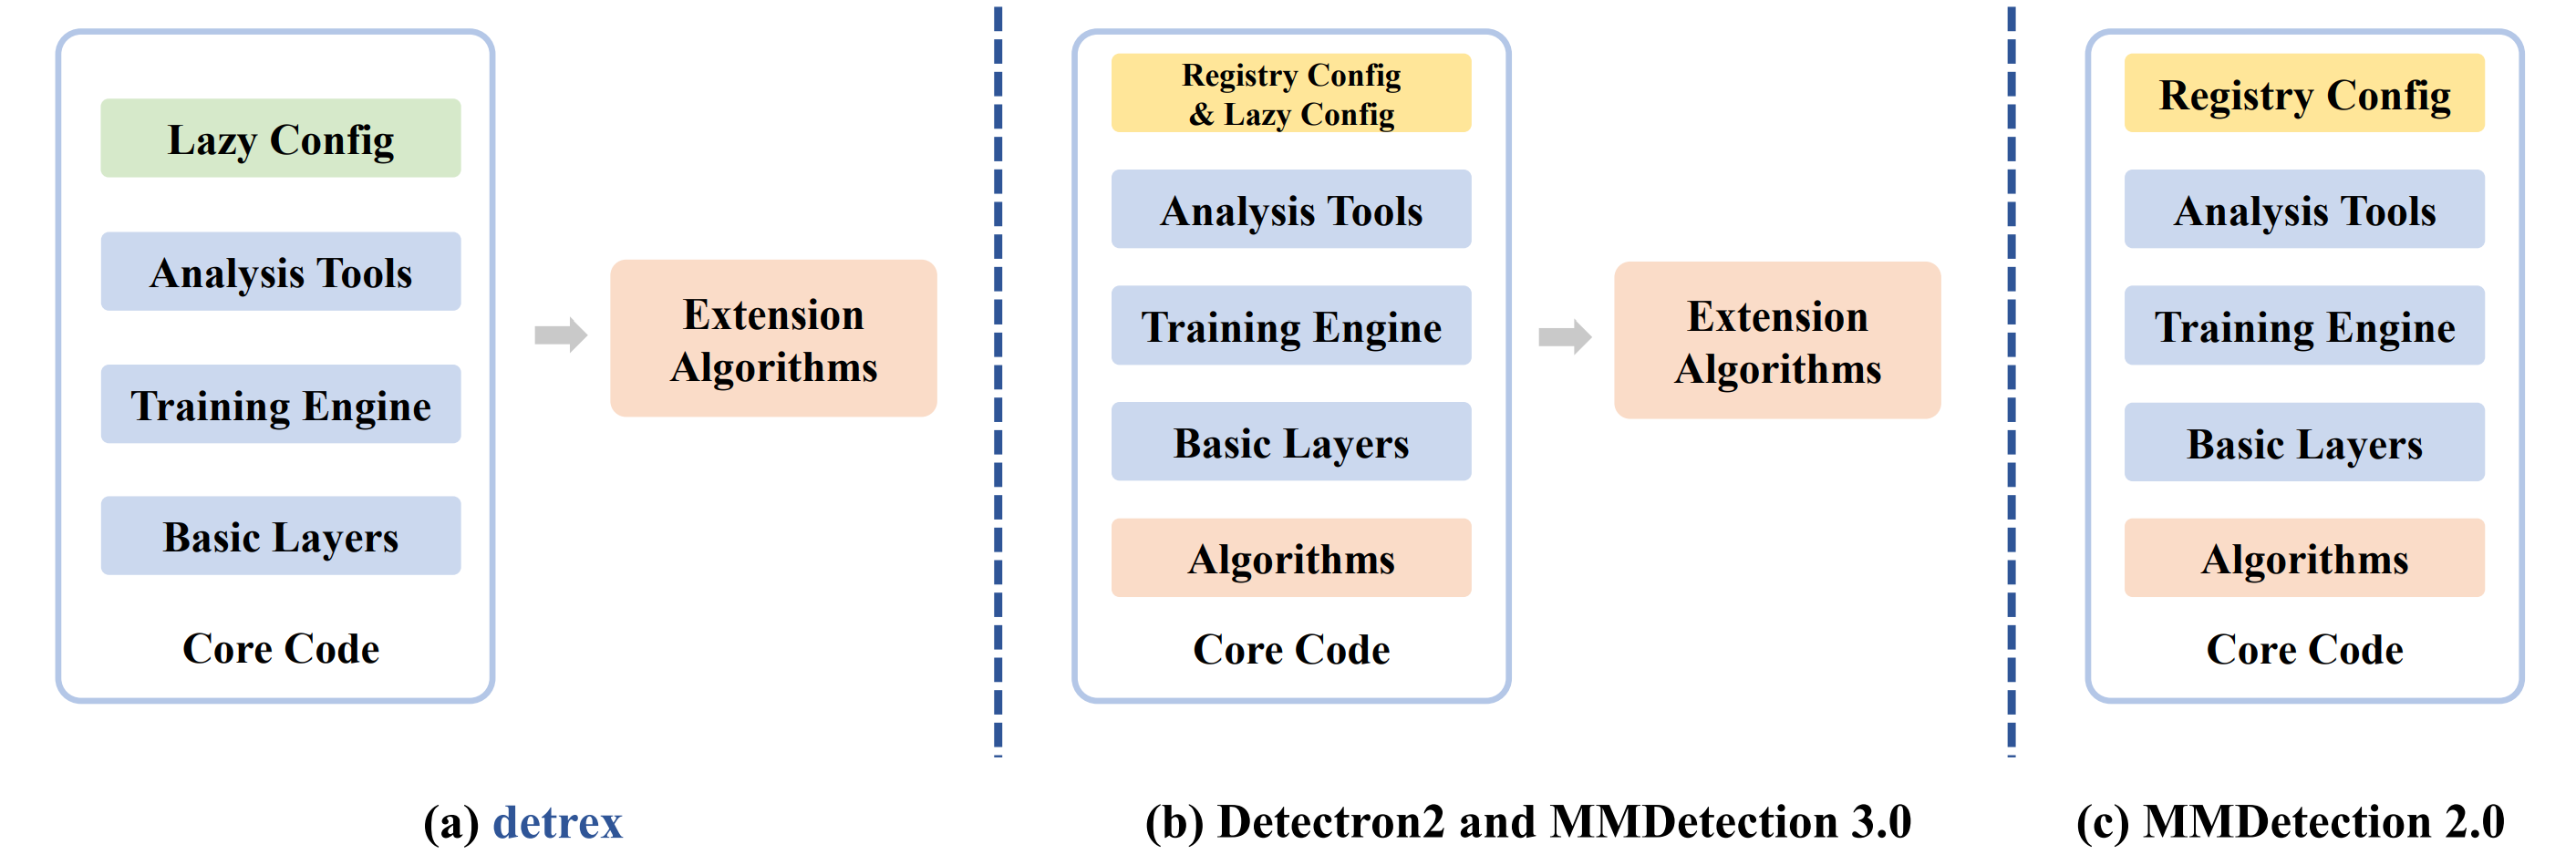 Lazy Config
Analysis Tools
Training Engine
Basic Layers
Core Code
Extension
Algorithms
(a) detrex
Registry Config
& Lazy Config
Analysis Tools
Training Engine
Basic Layers
Algorithms
Core Code
Extension
Algorithms
(b) Detectron2 and MMDetection 3.0
Registry Config
Analysis Tools
Training Engine
Basic Layers
Algorithms
Core Code
(c) MMDetection 2.0